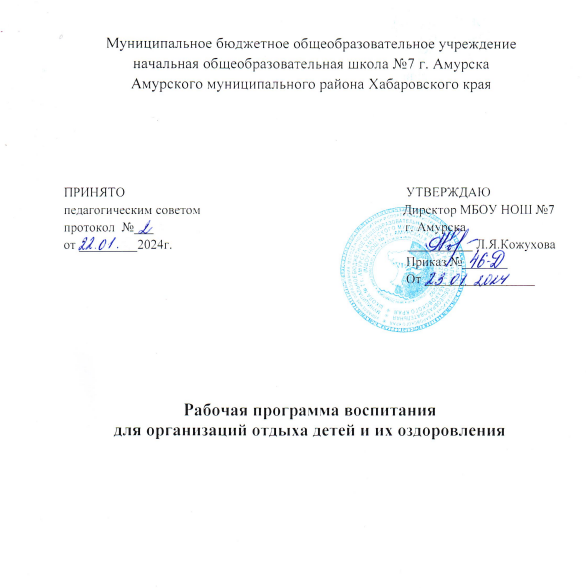 Муниципальное бюджетное общеобразовательное учреждение
начальная общеобразовательная школа №7 г. Амурска
Амурского муниципального района Хабаровского края
ПРИНЯТО
педагогическим советом
протокол №2
от 22.01. 2024г.
УТВЕРЖДАЮ
Директор МБОУ НОШ №7
г. Амурска
Л.Я.Кожухова
Приказ № 46-Д
От 23.01 2024
Рабочая программа воспитания
для организаций отдыха детей и их оздоровления